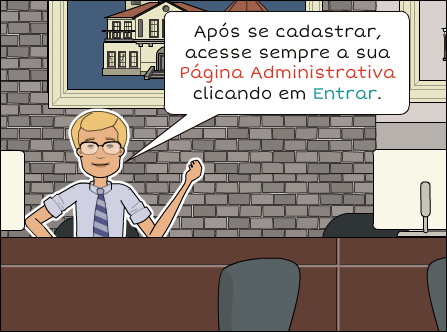 Após se cadastrar,
acesse sempre a sua
Página Administrativa
clicando em Entrar.